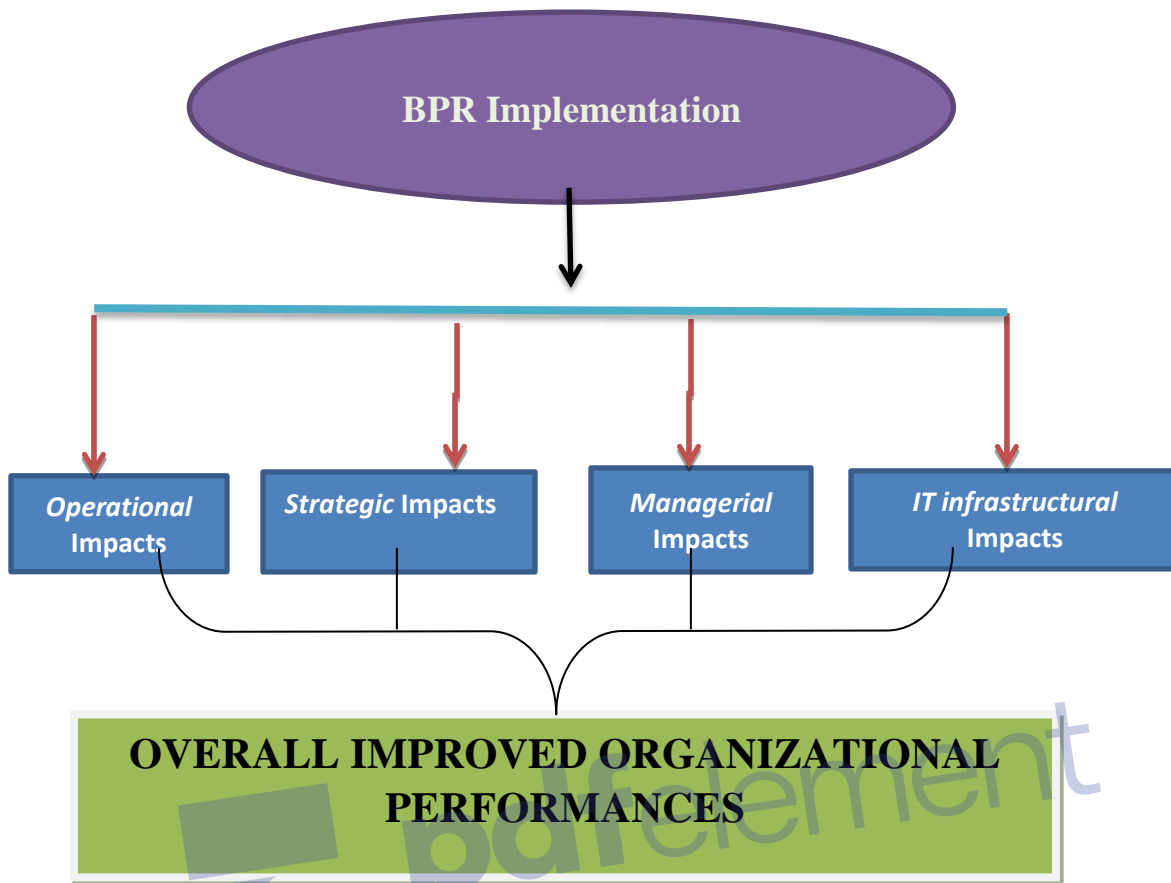 BPR Implementation
Operational
Impacts
Strategic Impacts
Managerial
Impacts
IT infrastructural
Impacts
OVERALL IMPROVED ORGANIZATIONAL
PERFORMANCES
pdfelement